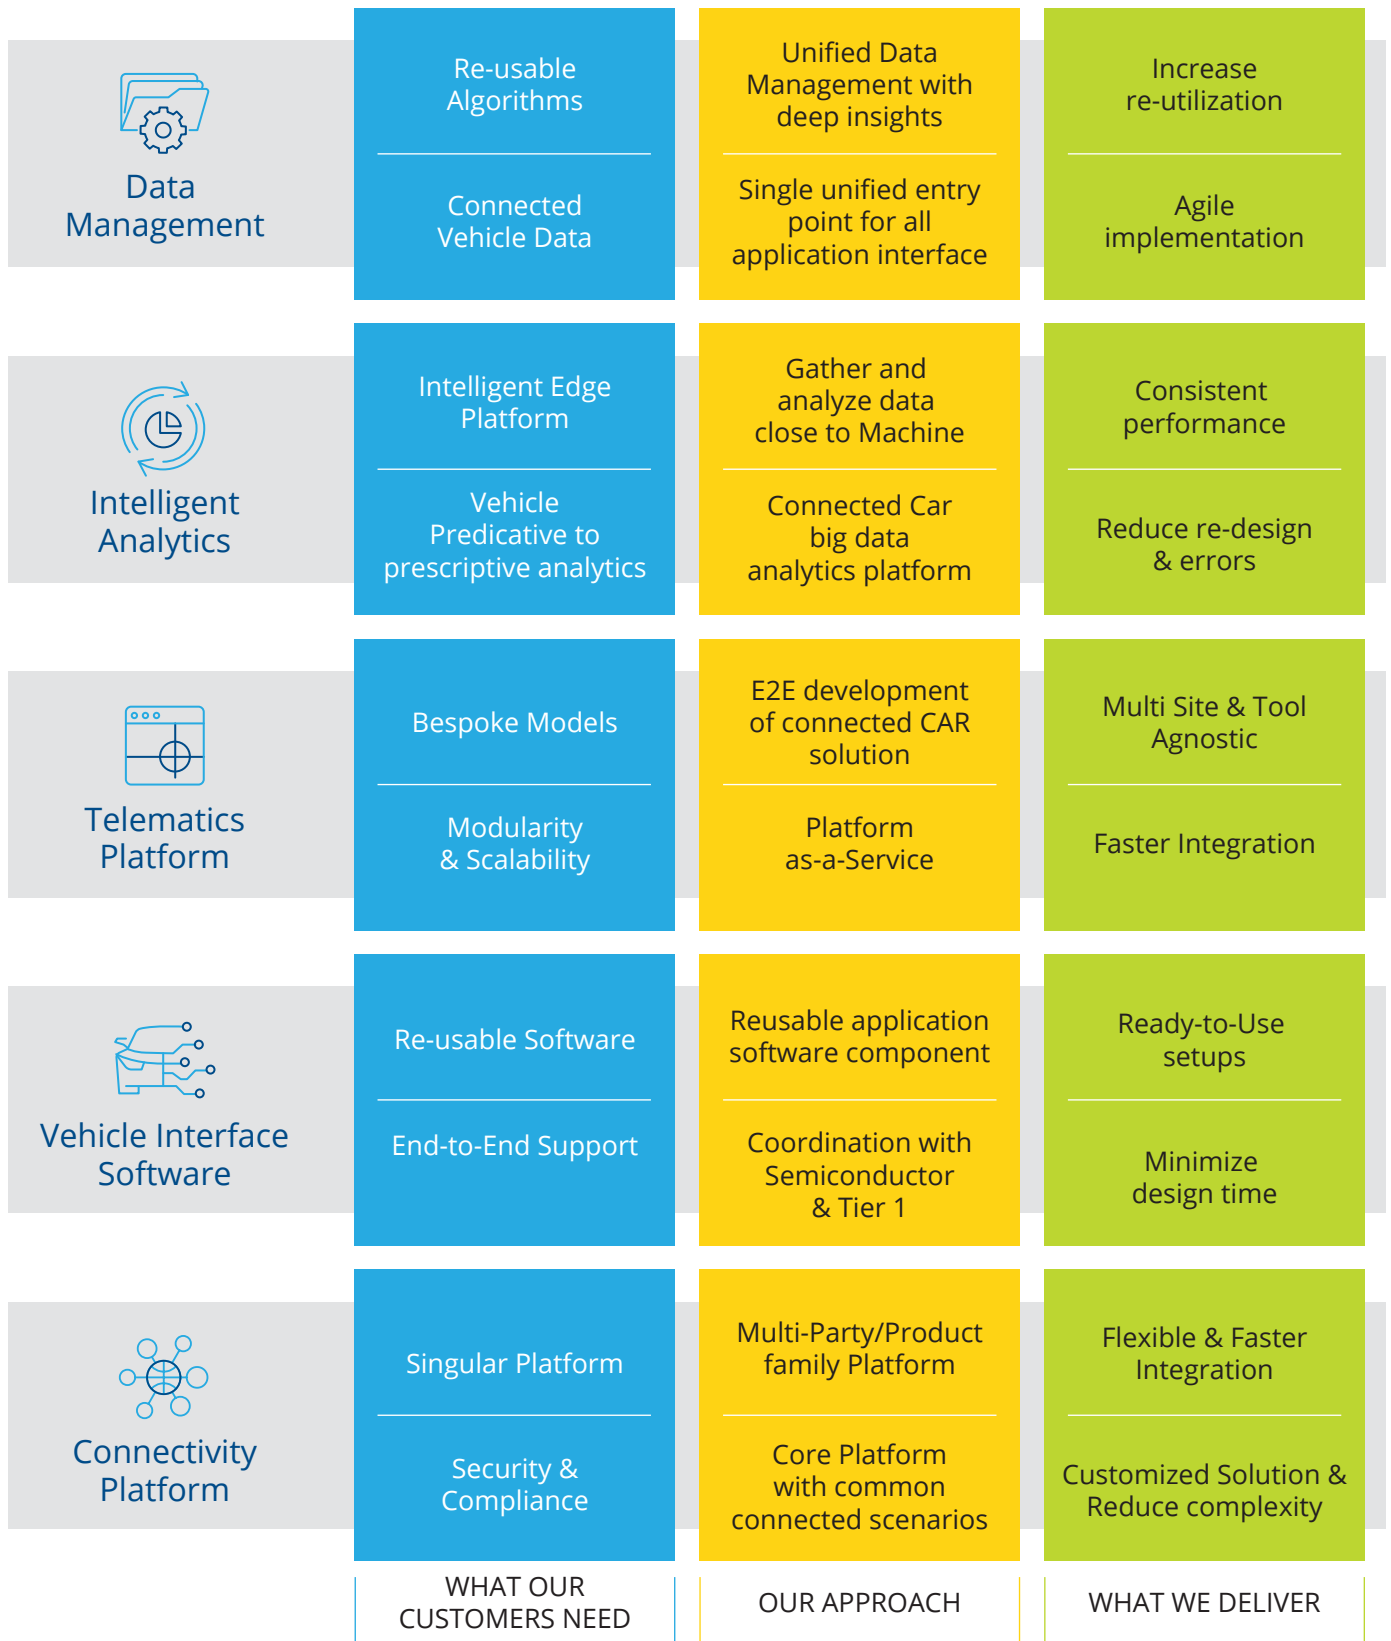 Data
Management
Re-usable
Algorithms
Connected
Vehicle Data
Unified Data
Management with
deep insights
Single unified entry
point for all
application interface
Increase
re-utilization
Agile
implementation
Intelligent
Analytics
Intelligent Edge
Platform
Vehicle
Predicative to
prescriptive analytics
Gather and
analyze data
close to Machine
Connected Car
big data
analytics platform
Consistent
performance
Reduce re-design
& errors
Telematics
Platform
Bespoke Models
Modularity
& Scalability
E2E development
of connected CAR
solution
Platform
as-a-Service
Multi Site & Tool
Agnostic
Faster Integration
Vehicle Interface
Software
Re-usable Software
End-to-End Support
Reusable application
software component
Coordination with
Semiconductor
& Tier 1
Ready-to-Use
setups
Minimize
design time
Connectivity
Platform
Singular Platform
Security &
Compliance
Multi-Party/Product
family Platform
Core Platform
with common
connected scenarios
Flexible & Faster
Integration
Customized Solution &
Reduce complexity
WHAT OUR
CUSTOMERS NEED
OUR APPROACH
WHAT WE DELIVER